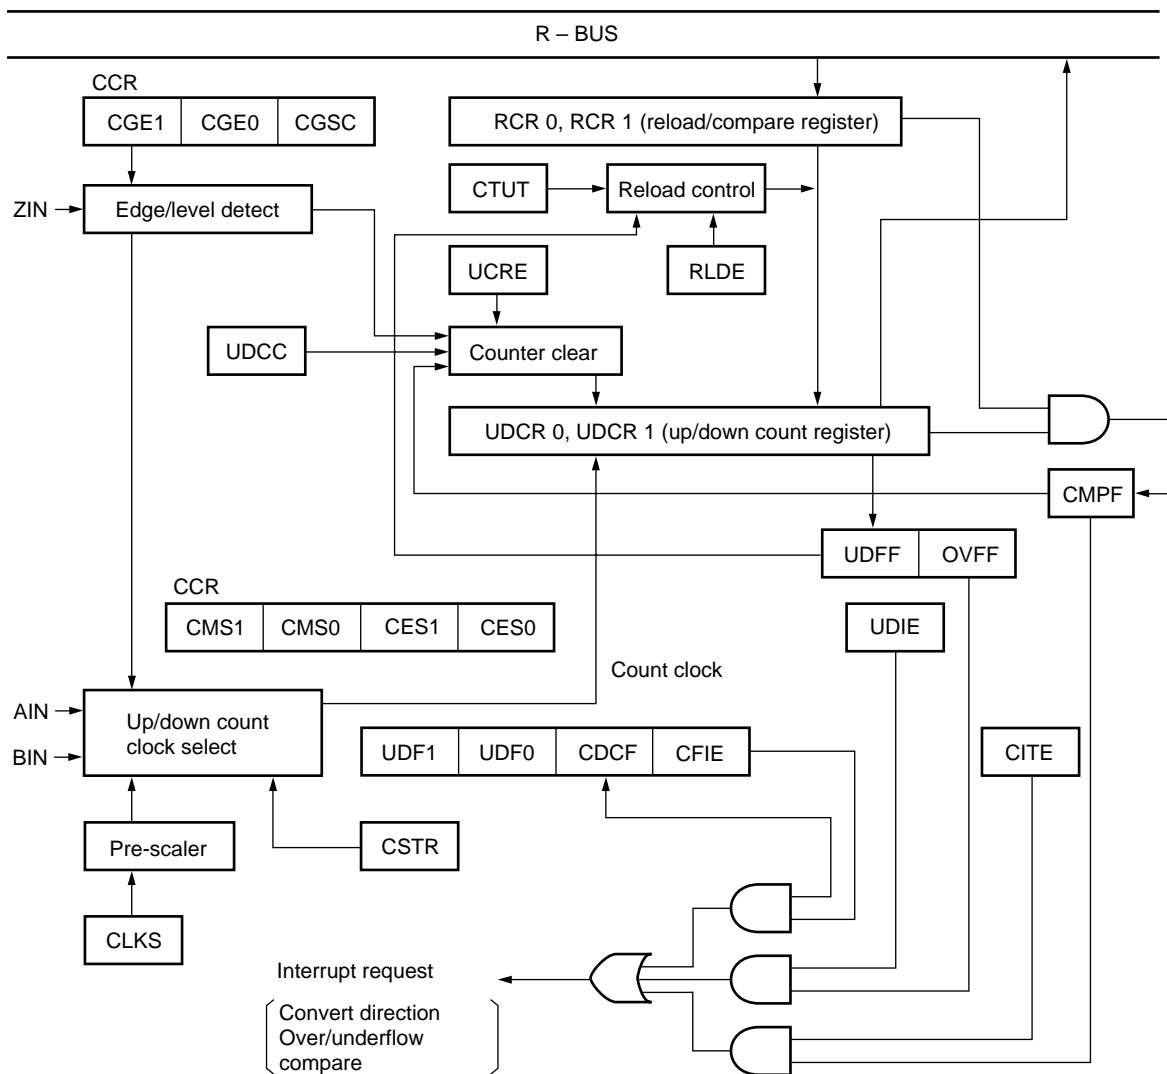 R – BUS
CCR
CGE1 CGE0 CGSC
RCR 0, RCR 1 (reload/compare register)
CTUT
Reload control
ZIN
Edge/level detect
UCRE
RLDE
UDCC
Counter clear
UDCR 0, UDCR 1 (up/down count register)
CMPF
UDFF OVFF
CCR
CMS1 CMS0 CES1 CES0
UDIE
Count clock
AIN
BIN
Up/down count
clock select
UDF1 UDF0 CDCF CFIE
CITE
Pre-scaler
CSTR
CLKS
Interrupt request
Convert direction
Over/underflow
compare